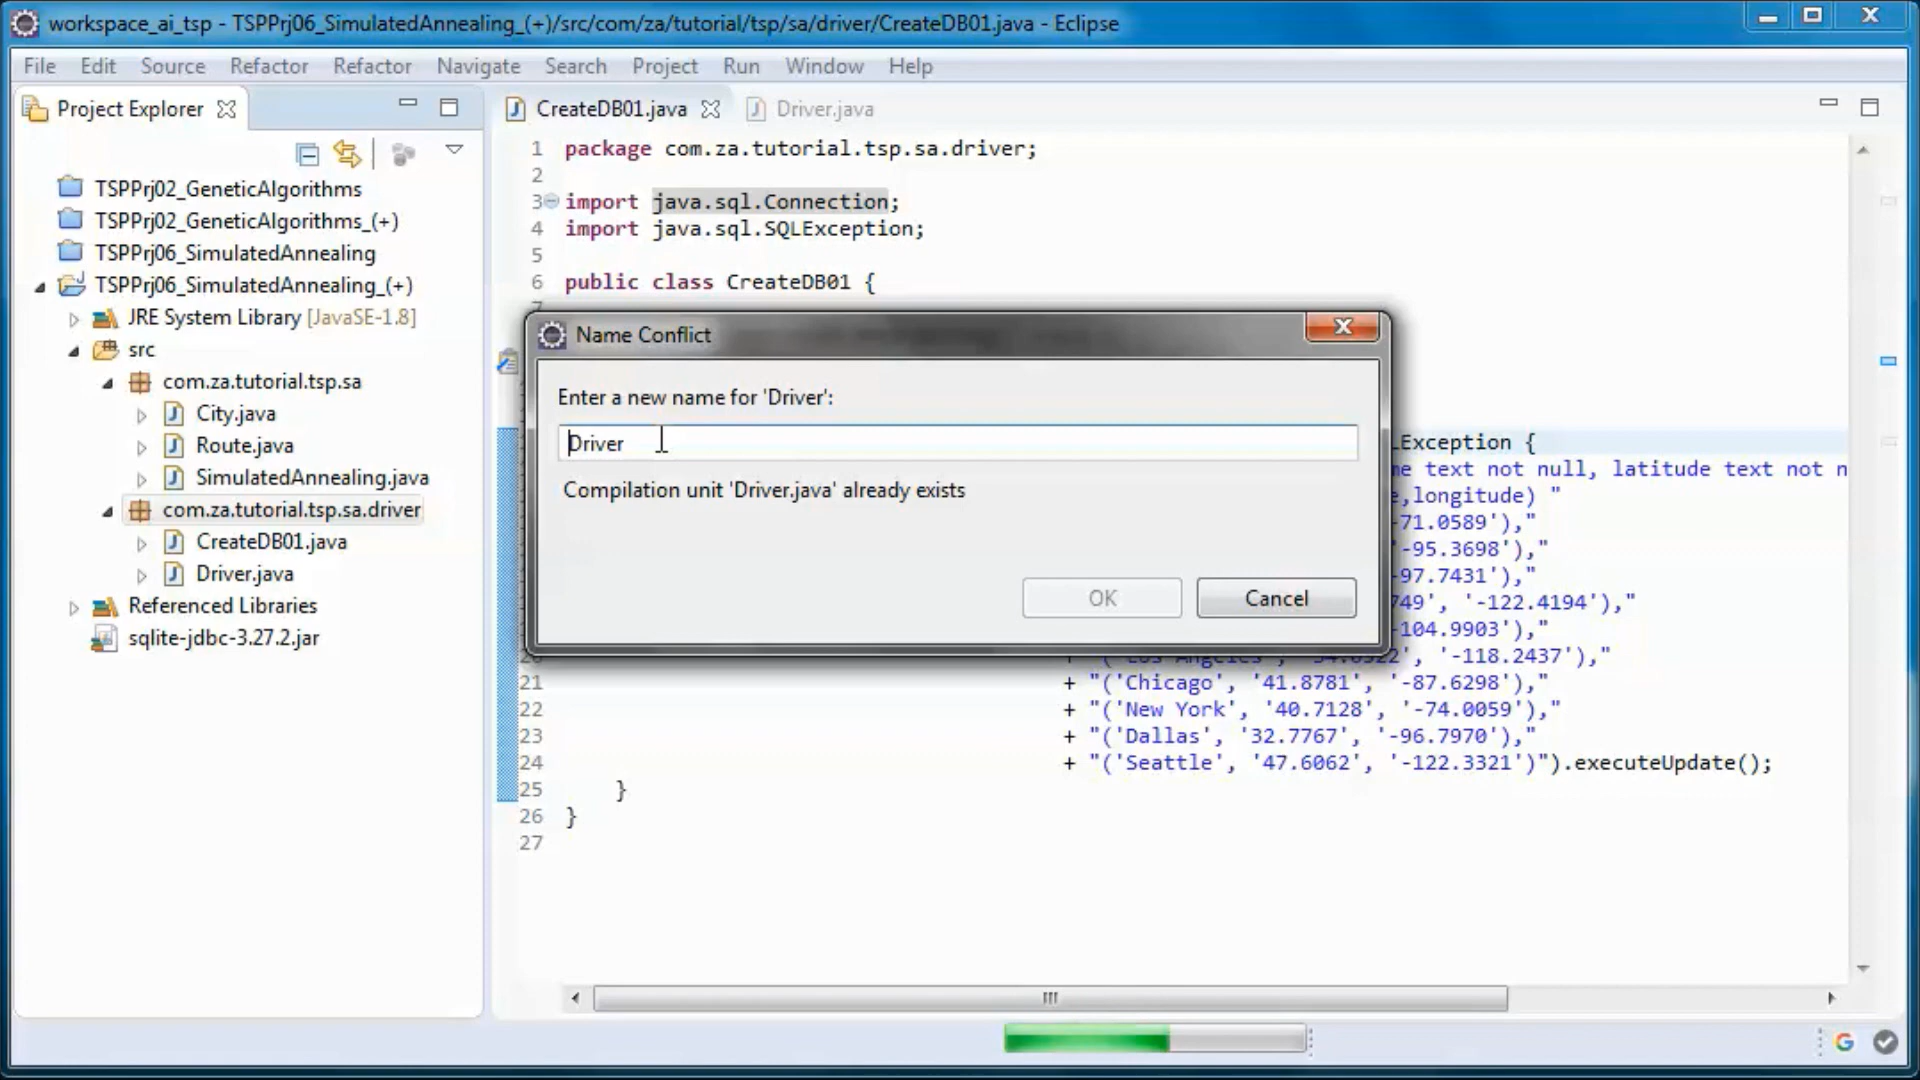 workspace_ai_tsp - TSPPrj06_SimulatedAnnealing_(+)/src/com/za/tutorial/tsp/sa/driver/CreateDB01.java - Eclipse
File Edit Source Refactor Refactor Navigate Search Project Run Window Help
Project Explorer
TSPPrj02_GeneticAlgorithms
TSPPrj02_GeneticAlgorithms_(+)
TSPPrj06_SimulatedAnnealing
TSPPrj06_SimulatedAnnealing_(+)
JRE System Library [JavaSE-1.8]
src
com.za.tutorial.tsp.sa
City.java
Route.java
SimulatedAnnealing.java
com.za.tutorial.tsp.sa.driver
CreateDB01.java
Driver.java
Referenced Libraries
sqlite-jdbc-3.27.2.jar
CreateDB01.java Driver.java
1 package com.za.tutorial.tsp.sa.driver;
2
3 import java.sql.Connection;
4 import java.sql.SQLException;
5
6 public class CreateDB01 {
Name Conflict
Enter a new name for 'Driver':
Driver
Compilation unit 'Driver.java' already exists
OK Cancel
LException {
me text not null, latitude text not n
e,longitude) "
-71.0589'),"
'-95.3698'),"
-97.7431'),"
749', '-122.4194'),"
-104.9903'),"
'-118.2437'),"
21 + "('Chicago', '41.8781', '-87.6298'),"
22 + "('New York', '40.7128', '-74.0059'),"
23 + "('Dallas', '32.7767', '-96.7970'),"
24 + "('Seattle', '47.6062', '-122.3321')").executeUpdate();
25 }
26 }
27